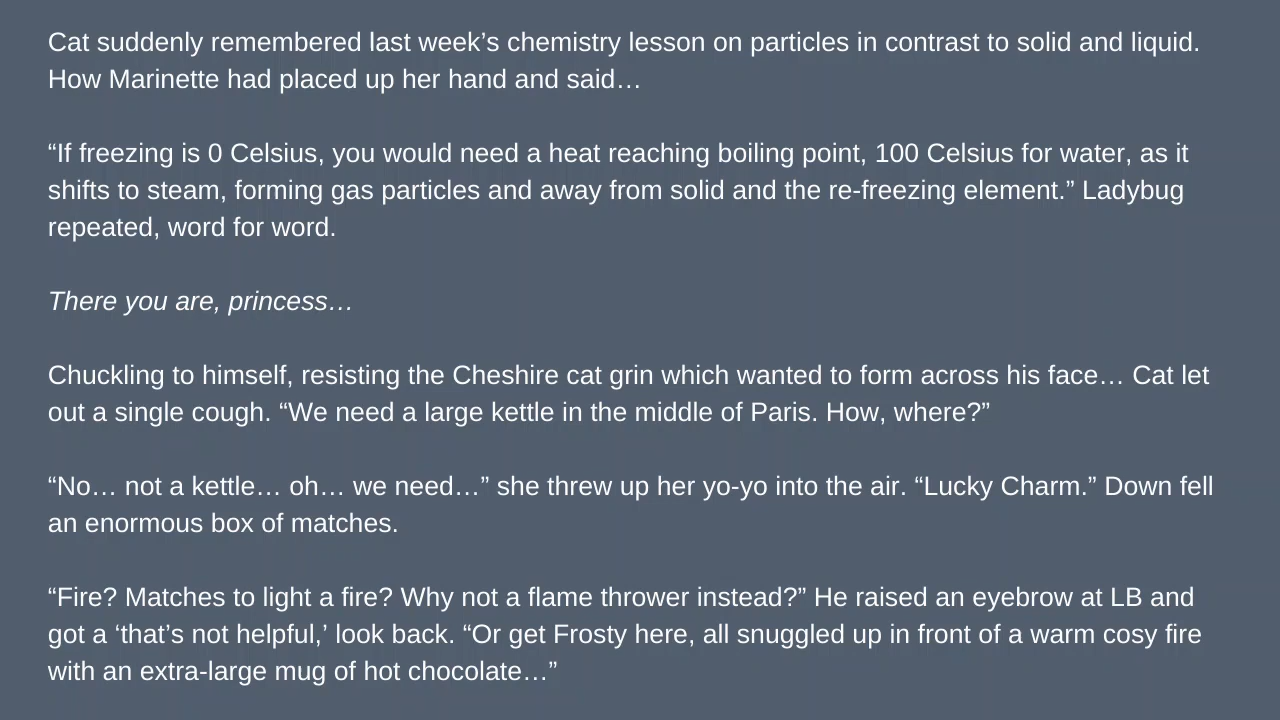 Cat suddenly remembered last week’s chemistry lesson on particles in contrast to solid and liquid.
How Marinette had placed up her hand and said…
“If freezing is 0 Celsius, you would need a heat reaching boiling point, 100 Celsius for water, as it
shifts to steam, forming gas particles and away from solid and the re-freezing element.” Ladybug
repeated, word for word.
There you are, princess…
Chuckling to himself, resisting the Cheshire cat grin which wanted to form across his face… Cat let
out a single cough. “We need a large kettle in the middle of Paris. How, where?”
“No… not a kettle… oh… we need…” she threw up her yo-yo into the air. “Lucky Charm.” Down fell
an enormous box of matches.
“Fire? Matches to light a fire? Why not a flame thrower instead?” He raised an eyebrow at LB and
got a ‘that’s not helpful,’ look back. “Or get Frosty here, all snuggled up in front of a warm cosy fire
with an extra-large mug of hot chocolate…”